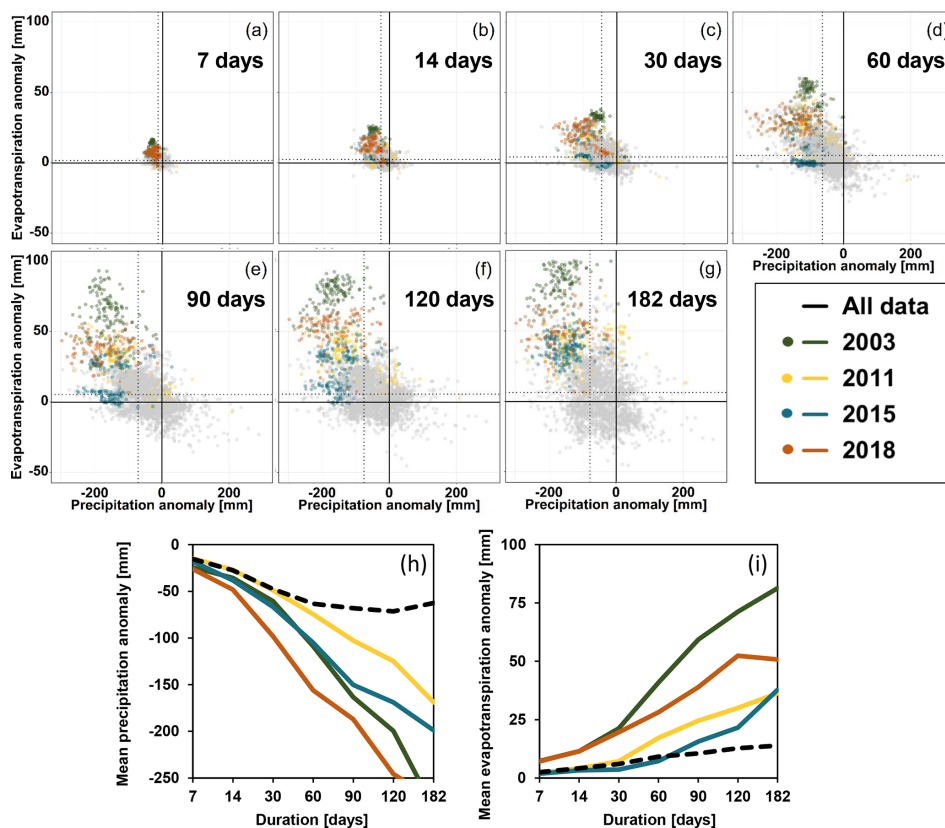 (a) (b) (c) (d)
7 days 14 days 30 days 60 days
Evapotranspiration anomaly [mm]
100
50
0
-50
-200 0 200
Precipitation anomaly [mm]
(e) (f) (g)
90 days 120 days 182 days
Evapotranspiration anomaly [mm]
100
50
0
-50
-200 0 200 -200 0 200 -200 0 200
Precipitation anomaly [mm] Precipitation anomaly [mm] Precipitation anomaly [mm]
All data
2003
2011
2015
2018
(h)
Mean precipitation anomaly [mm]
0
-50
-100
-150
-200
-250
7 14 30 60 90 120 182
Duration [days]
(i)
Mean evapotranspiration anomaly [mm]
100
75
50
25
0
7 14 30 60 90 120 182
Duration [days]